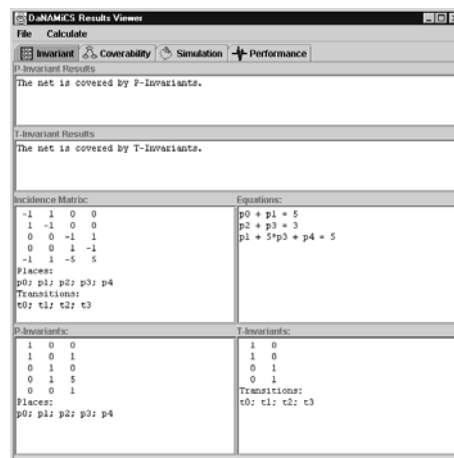 DaNAMiCS Results Viewer
File Calculate
Invariant Coverability Simulation Performance
P-Invariant Results
The net is covered by P-Invariants.
T-Invariant Results
The net is covered by T-Invariants.
Incidence Matrix:
-1 1 0 0
1 -1 0 0
0 0 -1 1
0 0 1 -1
-1 1 -5 5
Places:
p0; p1; p2; p3; p4
Transitions:
t0; t1; t2; t3
Equations:
p0 + p1 = 5
p2 + p3 = 3
p1 + 5*p3 + p4 = 5
P-Invariants:
1 0 0
1 0 1
0 1 0
0 1 5
0 0 1
Places:
p0; p1; p2; p3; p4
T-Invariants:
1 0
1 0
0 1
0 1
Transitions:
t0; t1; t2; t3